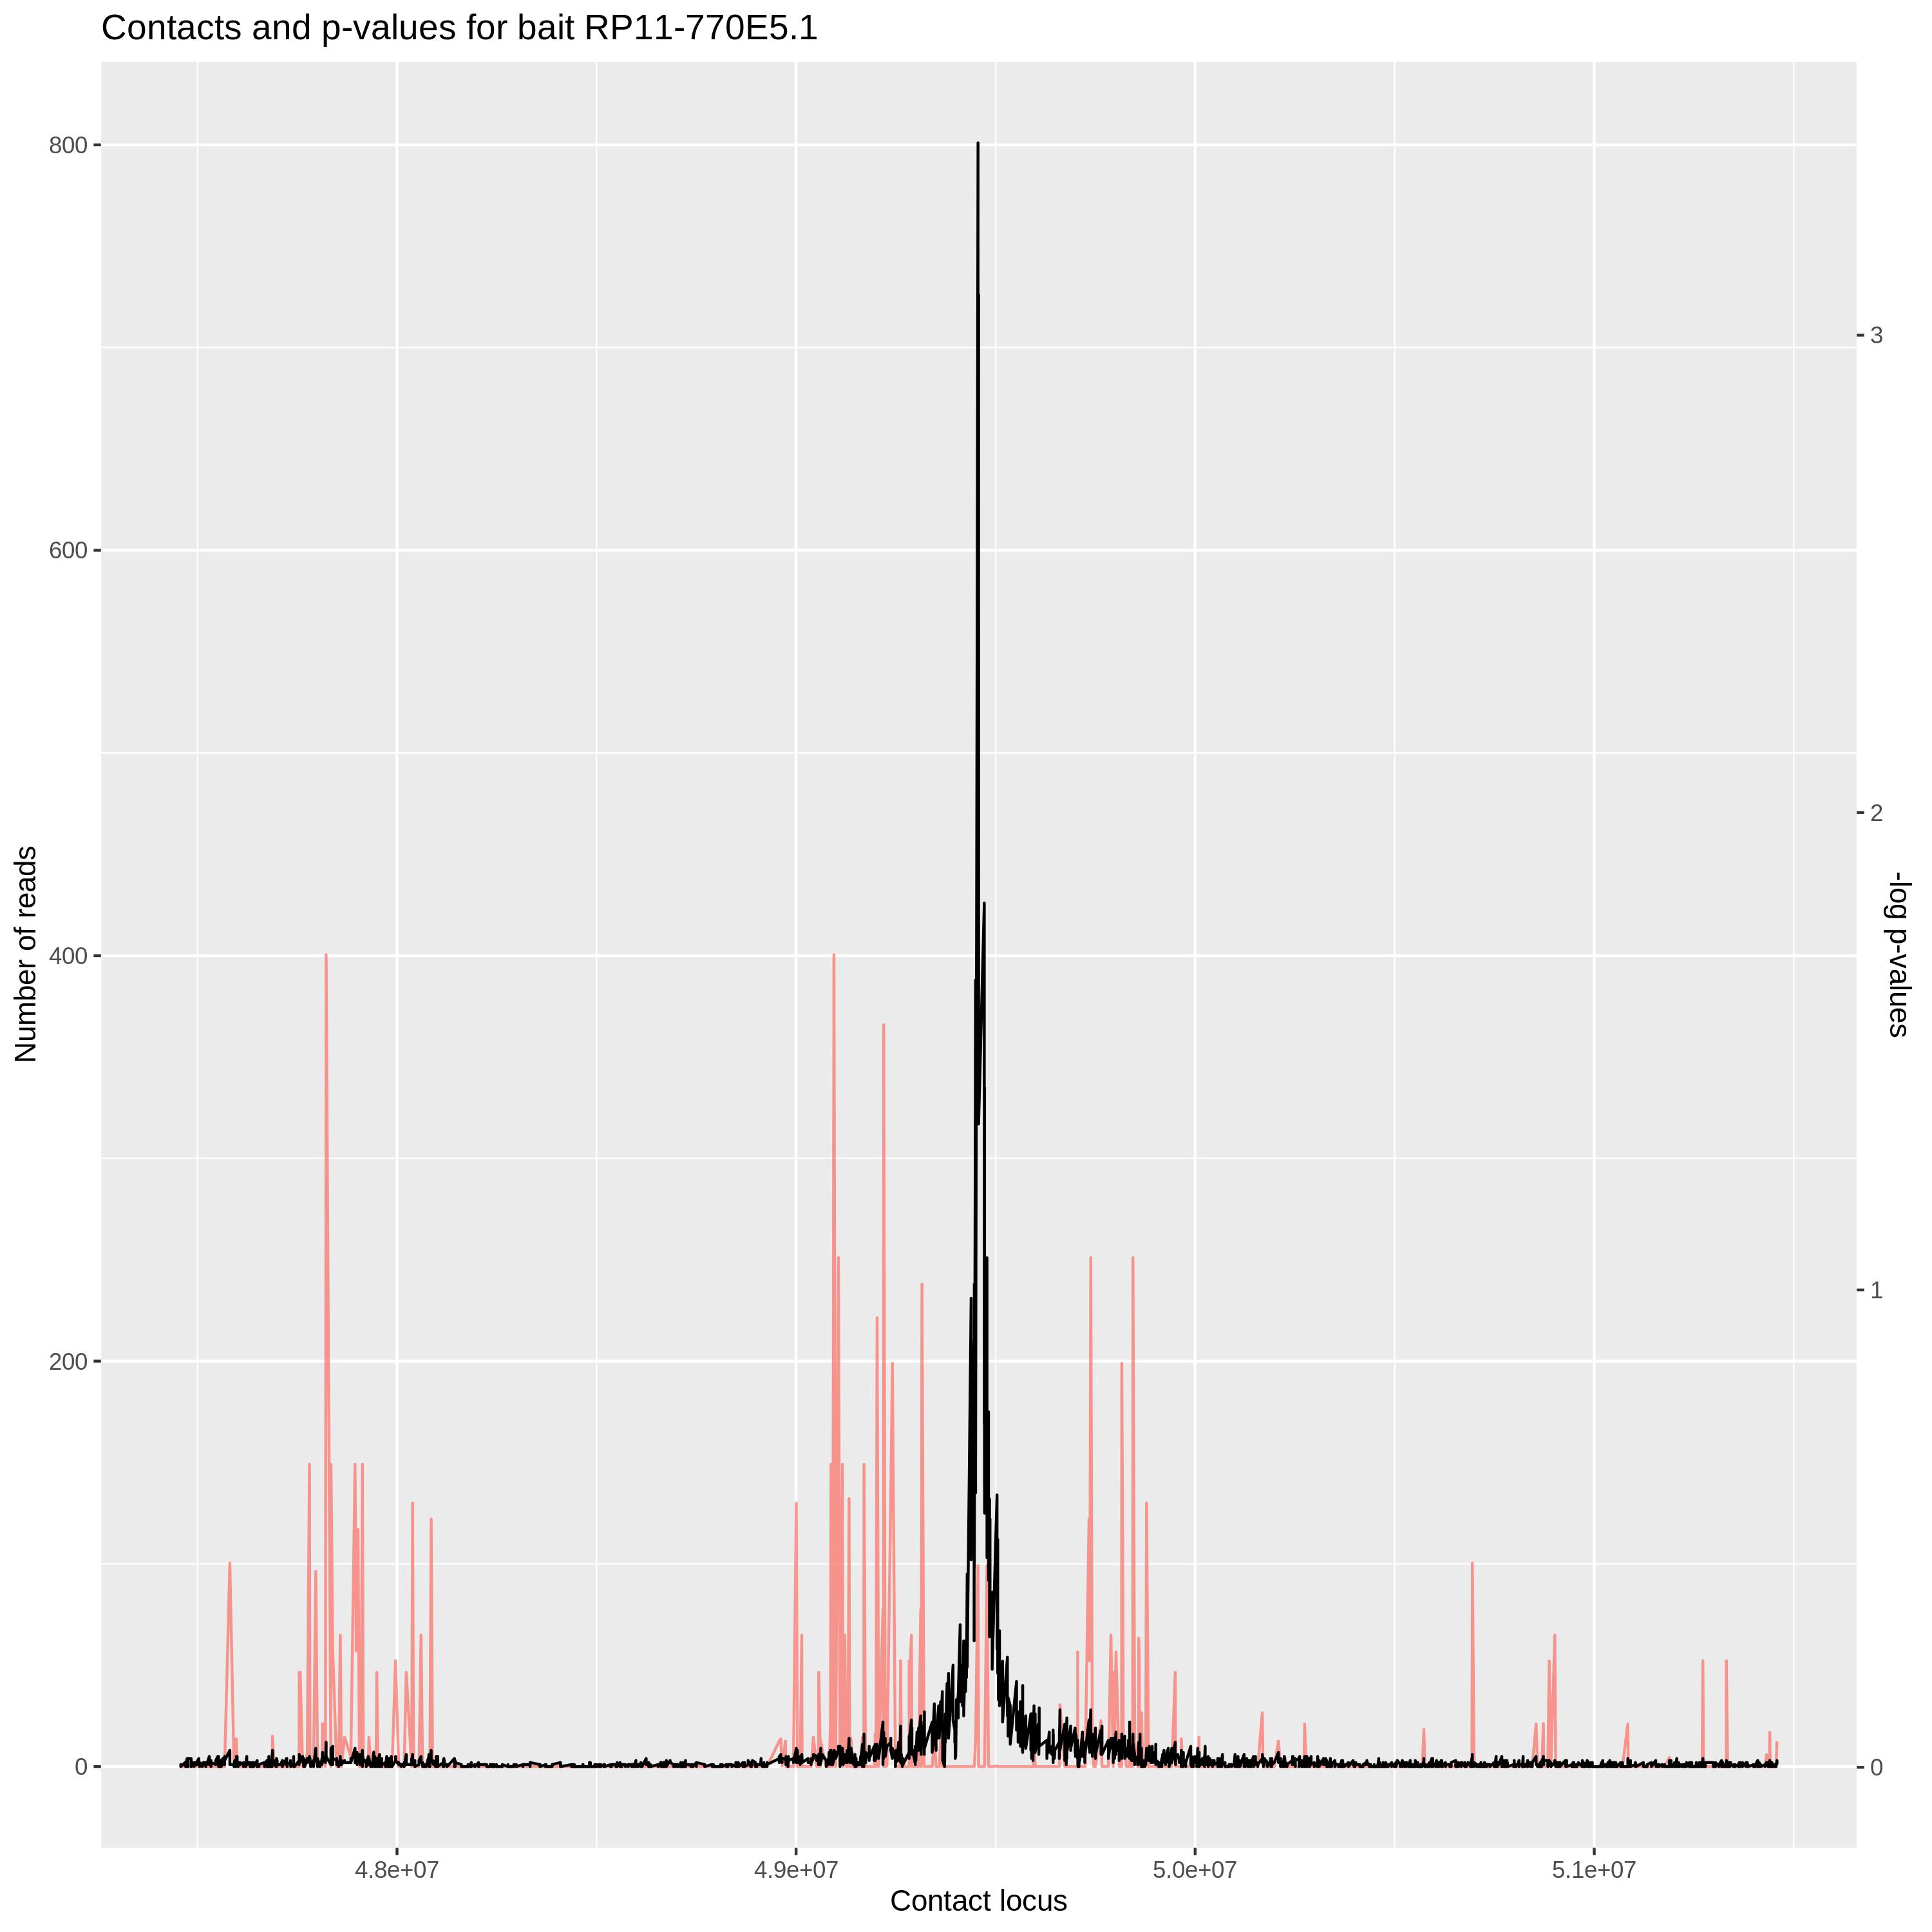 Contacts and p-values for bait RP11-770E5.1
800
600
400
200
0
Number of reads
3
2
1
0
-log p-values
4.8e+07
4.9e+07
5.0e+07
5.1e+07
Contact locus